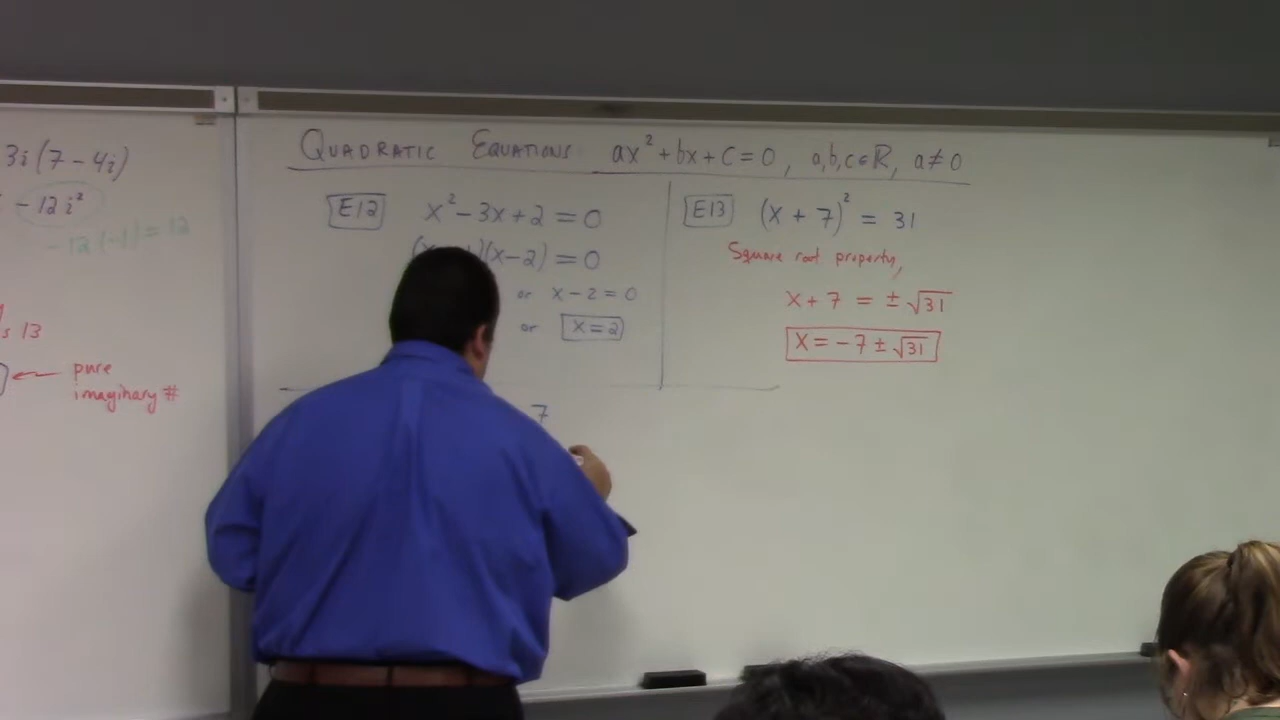 3i(7-4i)
-12i²
-12(-1)=12
s 13
pure
imaginary #
QUADRATIC EQUATIONS ax²+bx+c=0, a,b,c∈ℝ, a≠0
E12 x²-3x+2=0
(x-2)=0
or x-2=0
or x=2
7
E13 (x+7)²=31
Square root property,
x+7=±√31
x=-7±√31